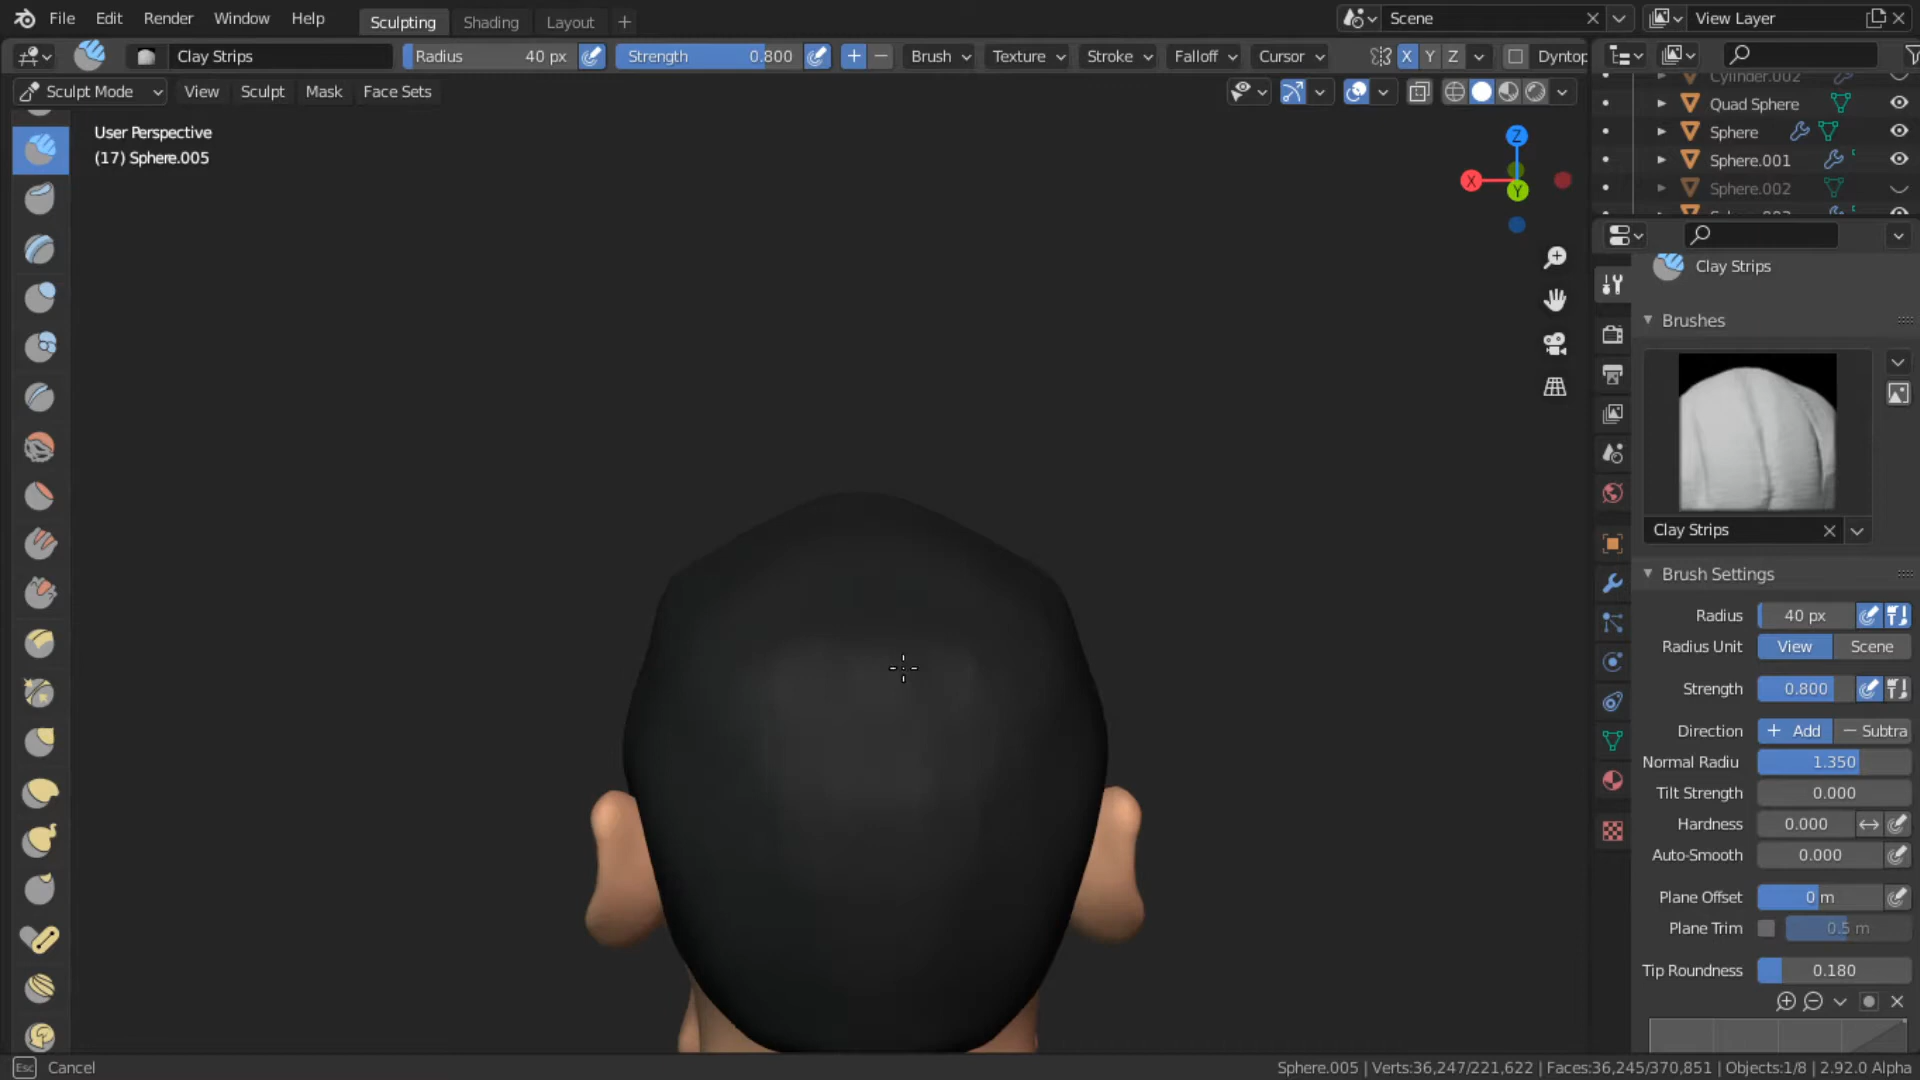 File Edit Render Window Help Sculpting Shading Layout Scene View Layer
Clay Strips Radius 40 px Strength 0.800 Brush Texture Stroke Falloff Cursor X Y Z Dyntop
Sculpt Mode View Sculpt Mask Face Sets
User Perspective
(17) Sphere.005
Z
X
Y
Cylinder.002
Quad Sphere
Sphere
Sphere.001
Sphere.002
Clay Strips
Brushes
Clay Strips
Brush Settings
Radius 40 px
Radius Unit View Scene
Strength 0.800
Direction Add Subtra
Normal Radiu 1.350
Tilt Strength 0.000
Hardness 0.000
Auto-Smooth 0.000
Plane Offset 0 m
Plane Trim 0.5 m
Tip Roundness 0.180
Esc Cancel Sphere.005 | Verts:36,247/221,622 | Faces:36,245/370,851 | Objects:1/8 | 2.92.0 Alpha